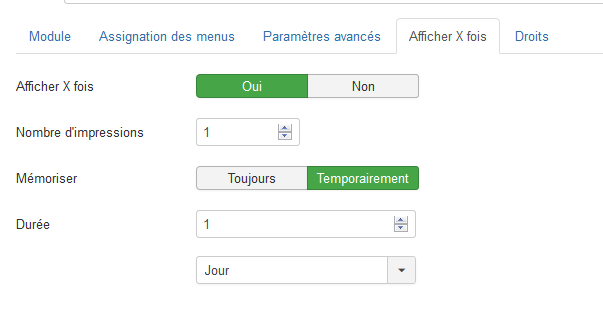 Module Assignation des menus Paramètres avancés Afficher X fois Droits
Afficher X fois Oui Non
Nombre d'impressions 1
Mémoriser Toujours Temporairement
Durée 1
Jour